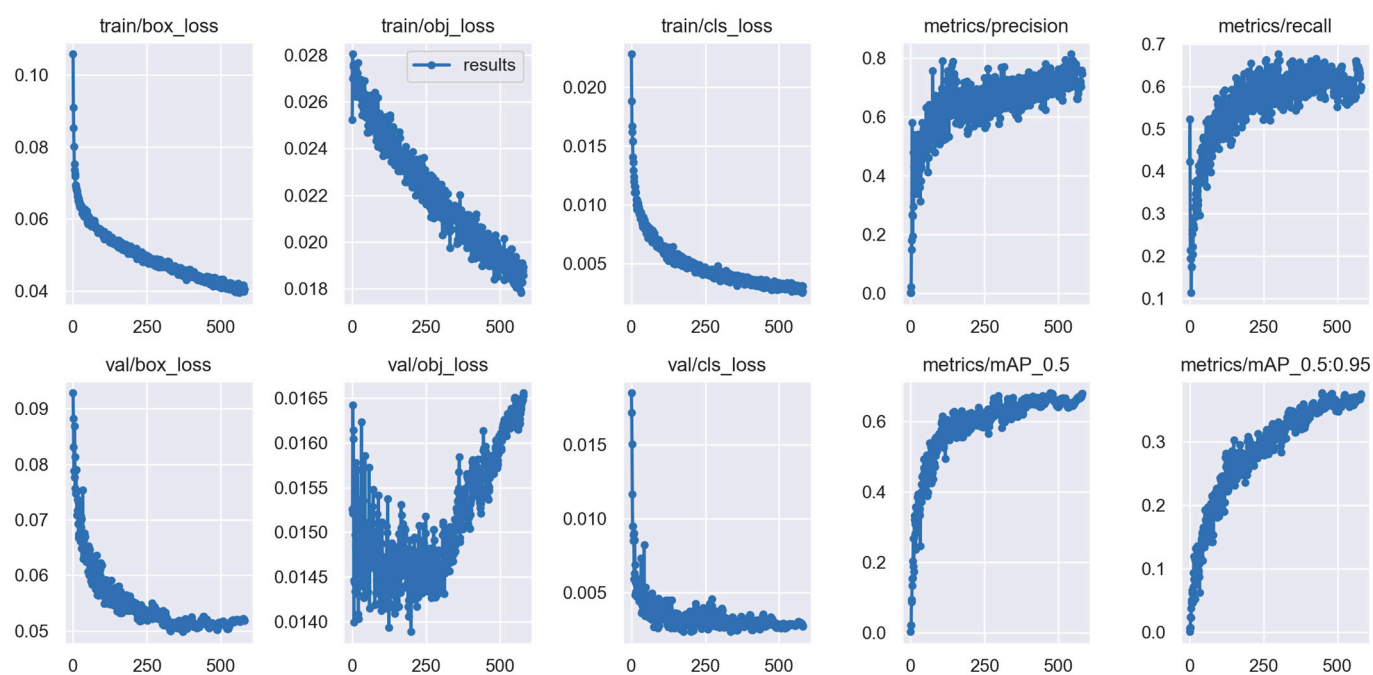 train/box_loss
0.10
0.08
0.06
0.04
0 250 500
train/obj_loss
results
0.028
0.026
0.024
0.022
0.020
0.018
0 250 500
train/cls_loss
0.020
0.015
0.010
0.005
0 250 500
metrics/precision
0.8
0.6
0.4
0.2
0.0
0 250 500
metrics/recall
0.7
0.6
0.5
0.4
0.3
0.2
0.1
0 250 500
val/box_loss
0.09
0.08
0.07
0.06
0.05
0 250 500
val/obj_loss
0.0165
0.0160
0.0155
0.0150
0.0145
0.0140
0 250 500
val/cls_loss
0.015
0.010
0.005
0 250 500
metrics/mAP_0.5
0.6
0.4
0.2
0.0
0 250 500
metrics/mAP_0.5:0.95
0.3
0.2
0.1
0.0
0 250 500